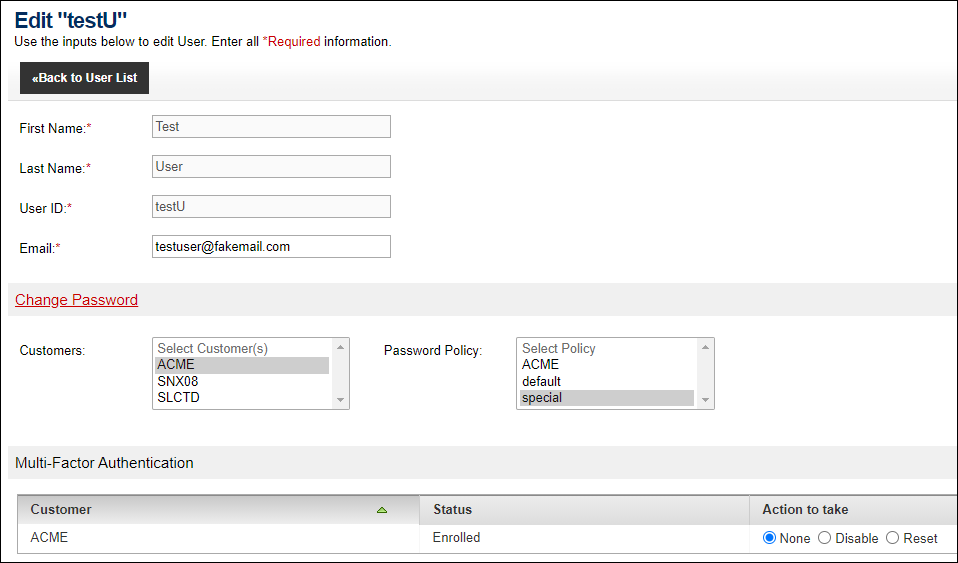 Edit "testU"
Use the inputs below to edit User. Enter all *Required information.
«Back to User List
First Name:* Test
Last Name:* User
User ID:* testU
Email:* testuser@fakemail.com
Change Password
Customers: Select Customer(s) Password Policy: Select Policy
ACME ACME
SNX08 default
SLCTD special
Multi-Factor Authentication
Customer Status Action to take
ACME Enrolled None Disable Reset